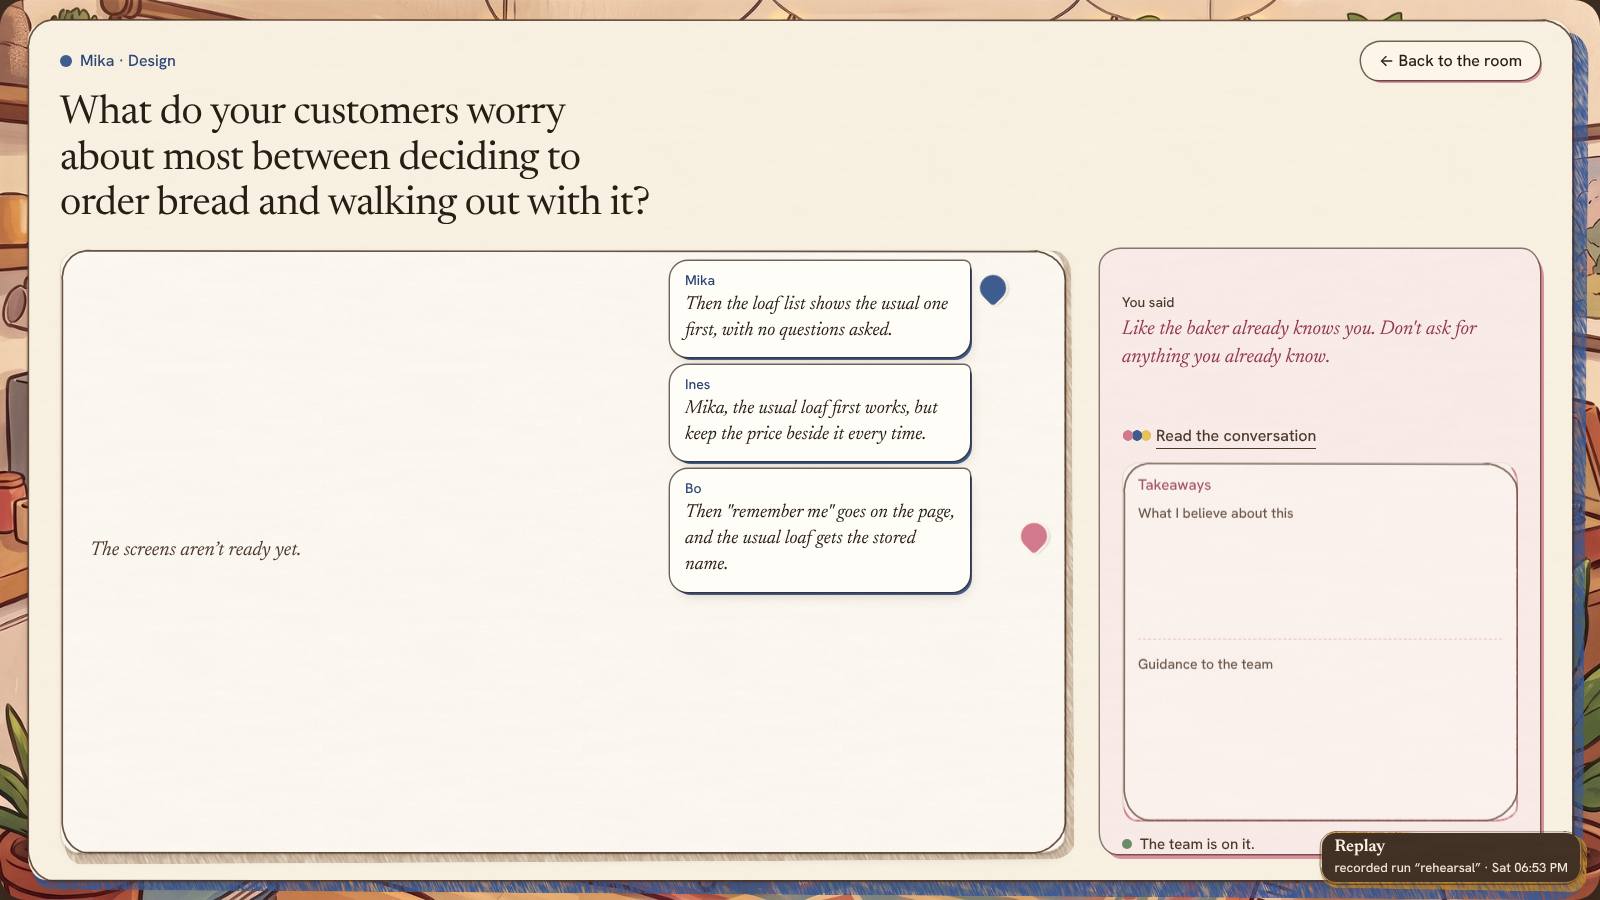 Mika · Design
← Back to the room
What do your customers worry
about most between deciding to
order bread and walking out with it?
The screens aren’t ready yet.
Mika
Then the loaf list shows the usual one
first, with no questions asked.
Ines
Mika, the usual loaf first works, but
keep the price beside it every time.
Bo
Then "remember me" goes on the page,
and the usual loaf gets the stored
name.
You said
Like the baker already knows you. Don't ask for
anything you already know.
Read the conversation
Takeaways
What I believe about this
Guidance to the team
The team is on it.
Replay
recorded run “rehearsal” · Sat 06:53 PM